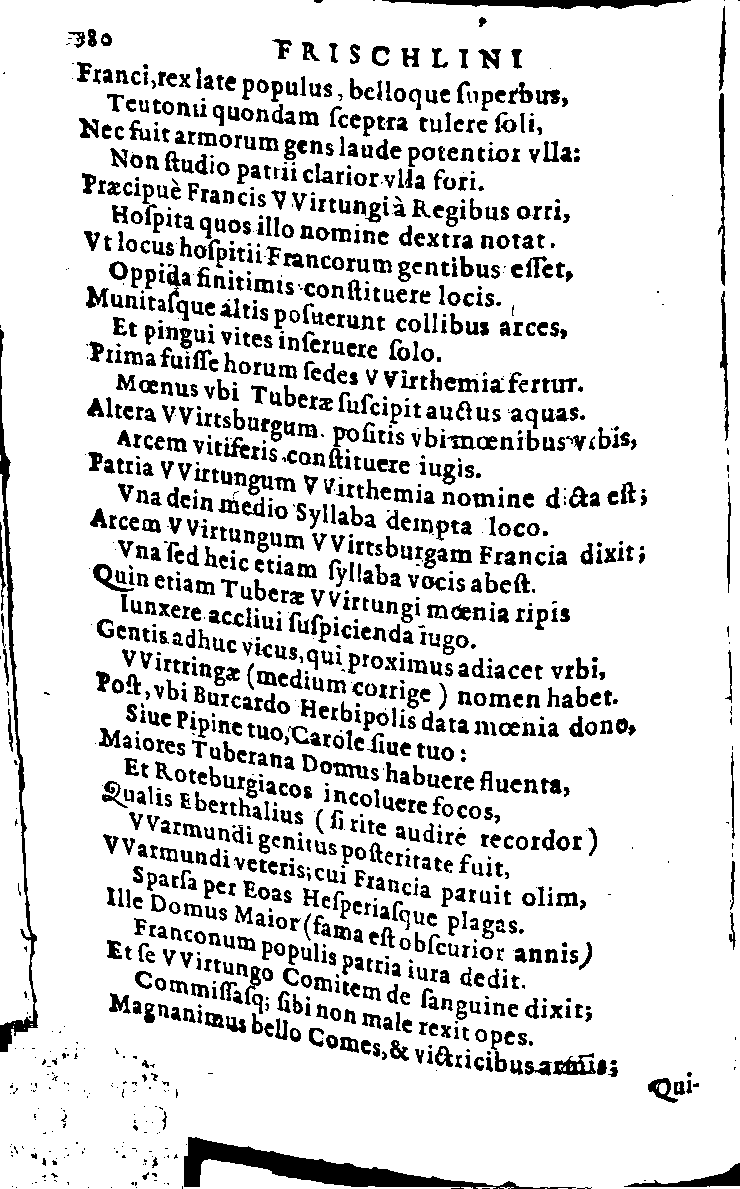 380
FRISCHLINI
Franci, rex late populus, belloque ſuperbus,
Teutonii quondam ſceptra tulere ſoli,
Nec fuit armorum gens laude potentior vlla:
Non ſtudio patrii clarior vlla fori.
Præcipuè Francis VVirtungi à Regibus orri,
Hoſpita quos illo nomine dextra notat.
Vt locus hoſpitii Francorum gentibus eſſet,
Oppida finitimis conſtituere locis.
Munitaſque altis poſuerunt collibus arces,
Et pingui vites inſeruere ſolo.
Prima fuiſſe horum ſedes VVirthemia fertur.
Mœnus vbi Tuberæ ſuſcipit auctus aquas.
Altera VVirtsburgum. poſitis vbi mœnibus vrbis,
Arcem vitiferis conſtituere iugis.
Patria VVirtungum VVirthemia nomine dicta eſt;
Vna dein medio Syllaba dempta loco.
Arcem VVirtungum VVirtsburgam Francia dixit;
Vna ſed heic etiam ſyllaba vocis abeſt.
Quin etiam Tuberæ VVirtungi mœnia ripis
Iunxere accliui ſuſpicienda iugo.
Gentis adhuc vicus, qui proximus adiacet vrbi,
VVirtringæ (medium corrige) nomen habet.
Poſt, vbi Burcardo Herbipolis data mœnia dono,
Siue Pipine tuo, Carole ſiue tuo:
Maiores Tuberana Domus habuere fluenta,
Et Roteburgiacos incoluere focos,
Qualis Eberthalius (ſi rite audire recordor)
VVarmundi genitus poſteritate fuit,
VVarmundi veteris; cui Francia paruit olim,
Sparſa per Eoas Heſperiaſque plagas.
Ille Domus Maior (fama eſt obſcurior annis)
Franconum populis patria iura dedit.
Et ſe VVirtungo Comitem de ſanguine dixit;
Commiſſaſq; ſibi non male rexit opes.
Magnanimus bello Comes, & victricibus armis;
Qui-